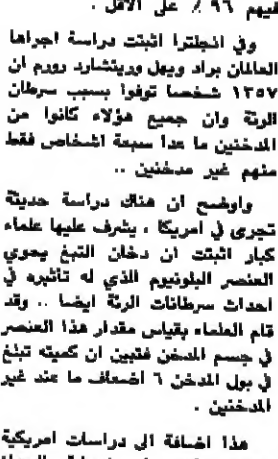 فيهم ٩٦ ٪ على الأقل .
وفي انجلترا اثبتت دراسة اجراها
العالمان براد وبهل وريتشارد رورم ان
١٣٥٧ شخصا توفوا بسبب سرطان
الرئة وان جميع هؤلاء كانوا من
المدخنين ما عدا سبعة اشخاص فقط
منهم غير مدخنين ..
واوضح ان هناك دراسة حديثة
تجرى في امريكا ، يشرف عليها علماء
كبار اثبتت ان دخان التبغ يحوي
العنصر البلونيوم الذي له تأثيره في
احداث سرطانات الرئة ايضا .. وقد
قام العلماء بقياس مقدار هذا العنصر
في جسم المدخن فتبين ان كميته تبلغ
في بول المدخن ٦ اضعاف ما عند غير
المدخنين .
هذا اضافة الى دراسات امريكية